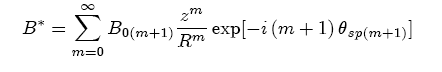 B^* = \sum_{m=0}^{\infty} B_{0(m+1)} \frac{z^m}{R^m} \exp[-i\,(m+1)\,\theta_{sp(m+1)}]